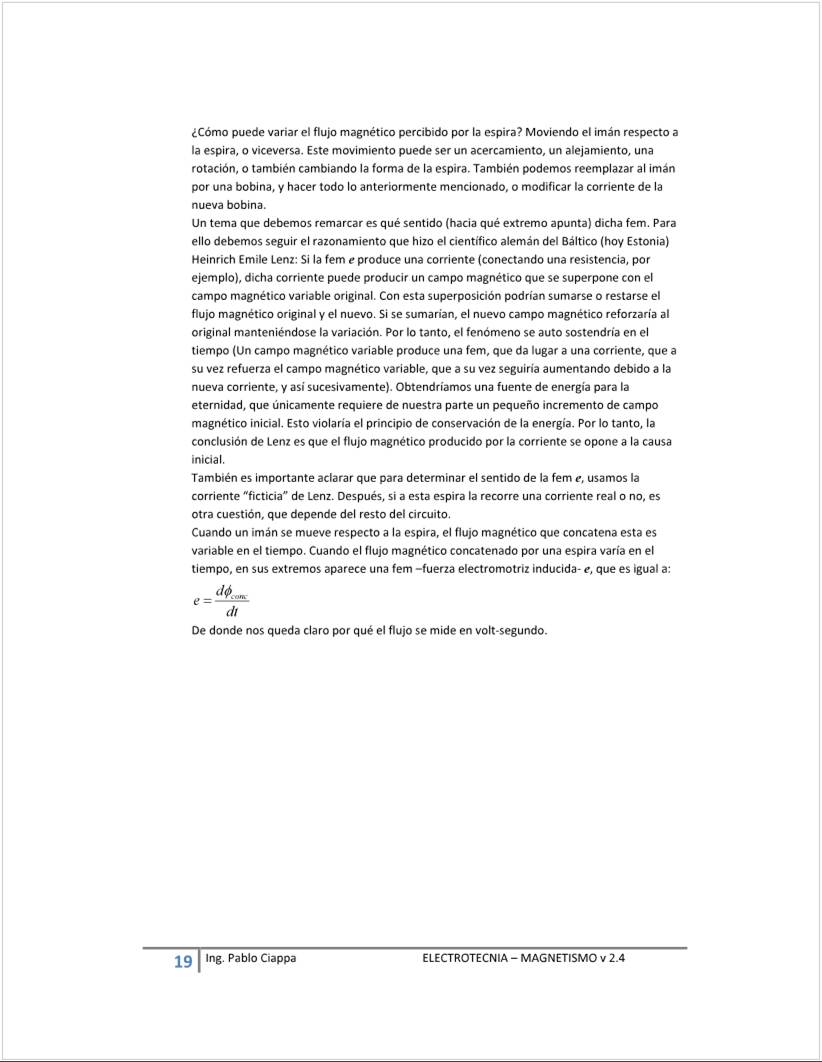 ¿Cómo puede variar el flujo magnético percibido por la espira? Moviendo el imán respecto a
la espira, o viceversa. Este movimiento puede ser un acercamiento, un alejamiento, una
rotación, o también cambiando la forma de la espira. También podemos reemplazar al imán
por una bobina, y hacer todo lo anteriormente mencionado, o modificar la corriente de la
nueva bobina.
Un tema que debemos remarcar es qué sentido (hacia qué extremo apunta) dicha fem. Para
ello debemos seguir el razonamiento que hizo el científico alemán del Báltico (hoy Estonia)
Heinrich Emile Lenz: Si la fem e produce una corriente (conectando una resistencia, por
ejemplo), dicha corriente puede producir un campo magnético que se superpone con el
campo magnético variable original. Con esta superposición podrían sumarse o restarse el
flujo magnético original y el nuevo. Si se sumarían, el nuevo campo magnético reforzaría al
original manteniéndose la variación. Por lo tanto, el fenómeno se auto sostendría en el
tiempo (Un campo magnético variable produce una fem, que da lugar a una corriente, que a
su vez refuerza el campo magnético variable, que a su vez seguiría aumentando debido a la
nueva corriente, y así sucesivamente). Obtendríamos una fuente de energía para la
eternidad, que únicamente requiere de nuestra parte un pequeño incremento de campo
magnético inicial. Esto violaría el principio de conservación de la energía. Por lo tanto, la
conclusión de Lenz es que el flujo magnético producido por la corriente se opone a la causa
inicial.
También es importante aclarar que para determinar el sentido de la fem e, usamos la
corriente “ficticia” de Lenz. Después, si a esta espira la recorre una corriente real o no, es
otra cuestión, que depende del resto del circuito.
Cuando un imán se mueve respecto a la espira, el flujo magnético que concatena esta es
variable en el tiempo. Cuando el flujo magnético concatenado por una espira varía en el
tiempo, en sus extremos aparece una fem –fuerza electromotriz inducida- e, que es igual a:
e = dϕconc / dt
De donde nos queda claro por qué el flujo se mide en volt-segundo.
19 Ing. Pablo Ciappa ELECTROTECNIA – MAGNETISMO v 2.4